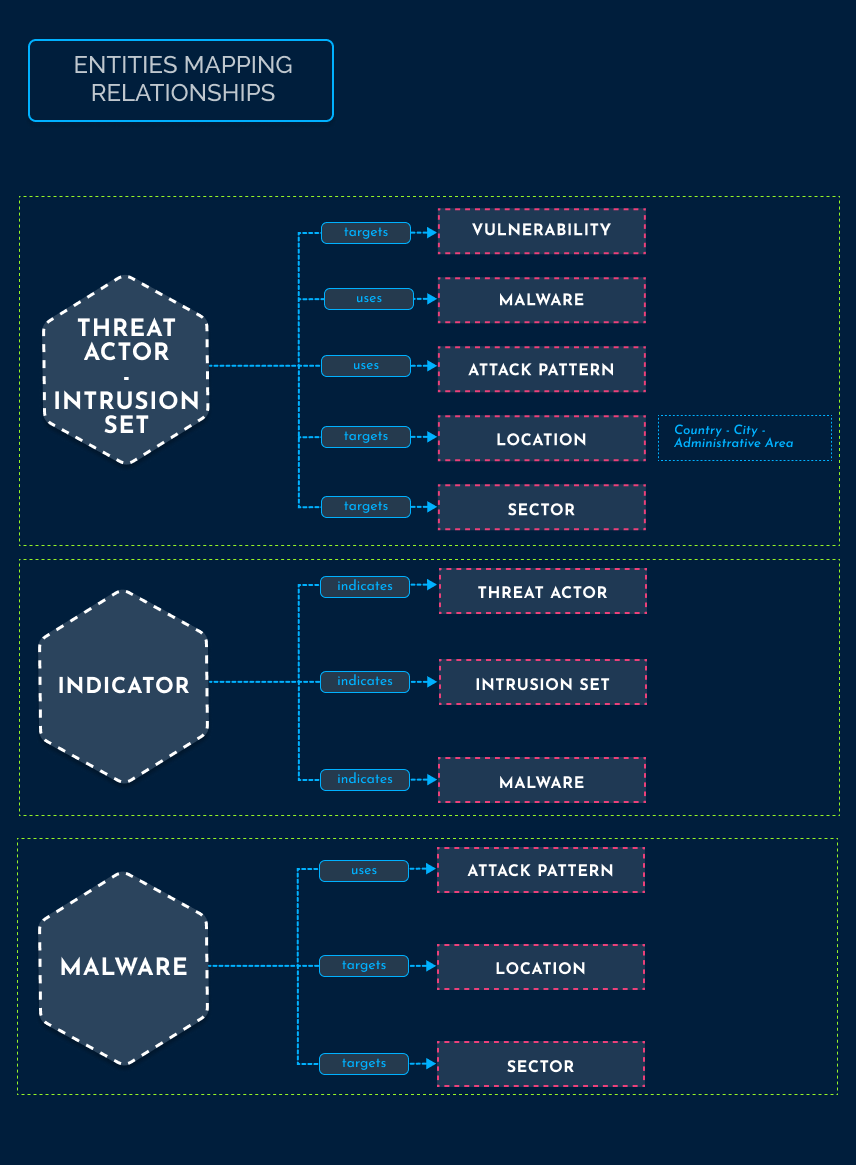 ENTITIES MAPPING
RELATIONSHIPS
THREAT
ACTOR
-
INTRUSION
SET
targets
VULNERABILITY
uses
MALWARE
uses
ATTACK PATTERN
targets
LOCATION
Country - City -
Administrative Area
targets
SECTOR
INDICATOR
indicates
THREAT ACTOR
indicates
INTRUSION SET
indicates
MALWARE
MALWARE
uses
ATTACK PATTERN
targets
LOCATION
targets
SECTOR